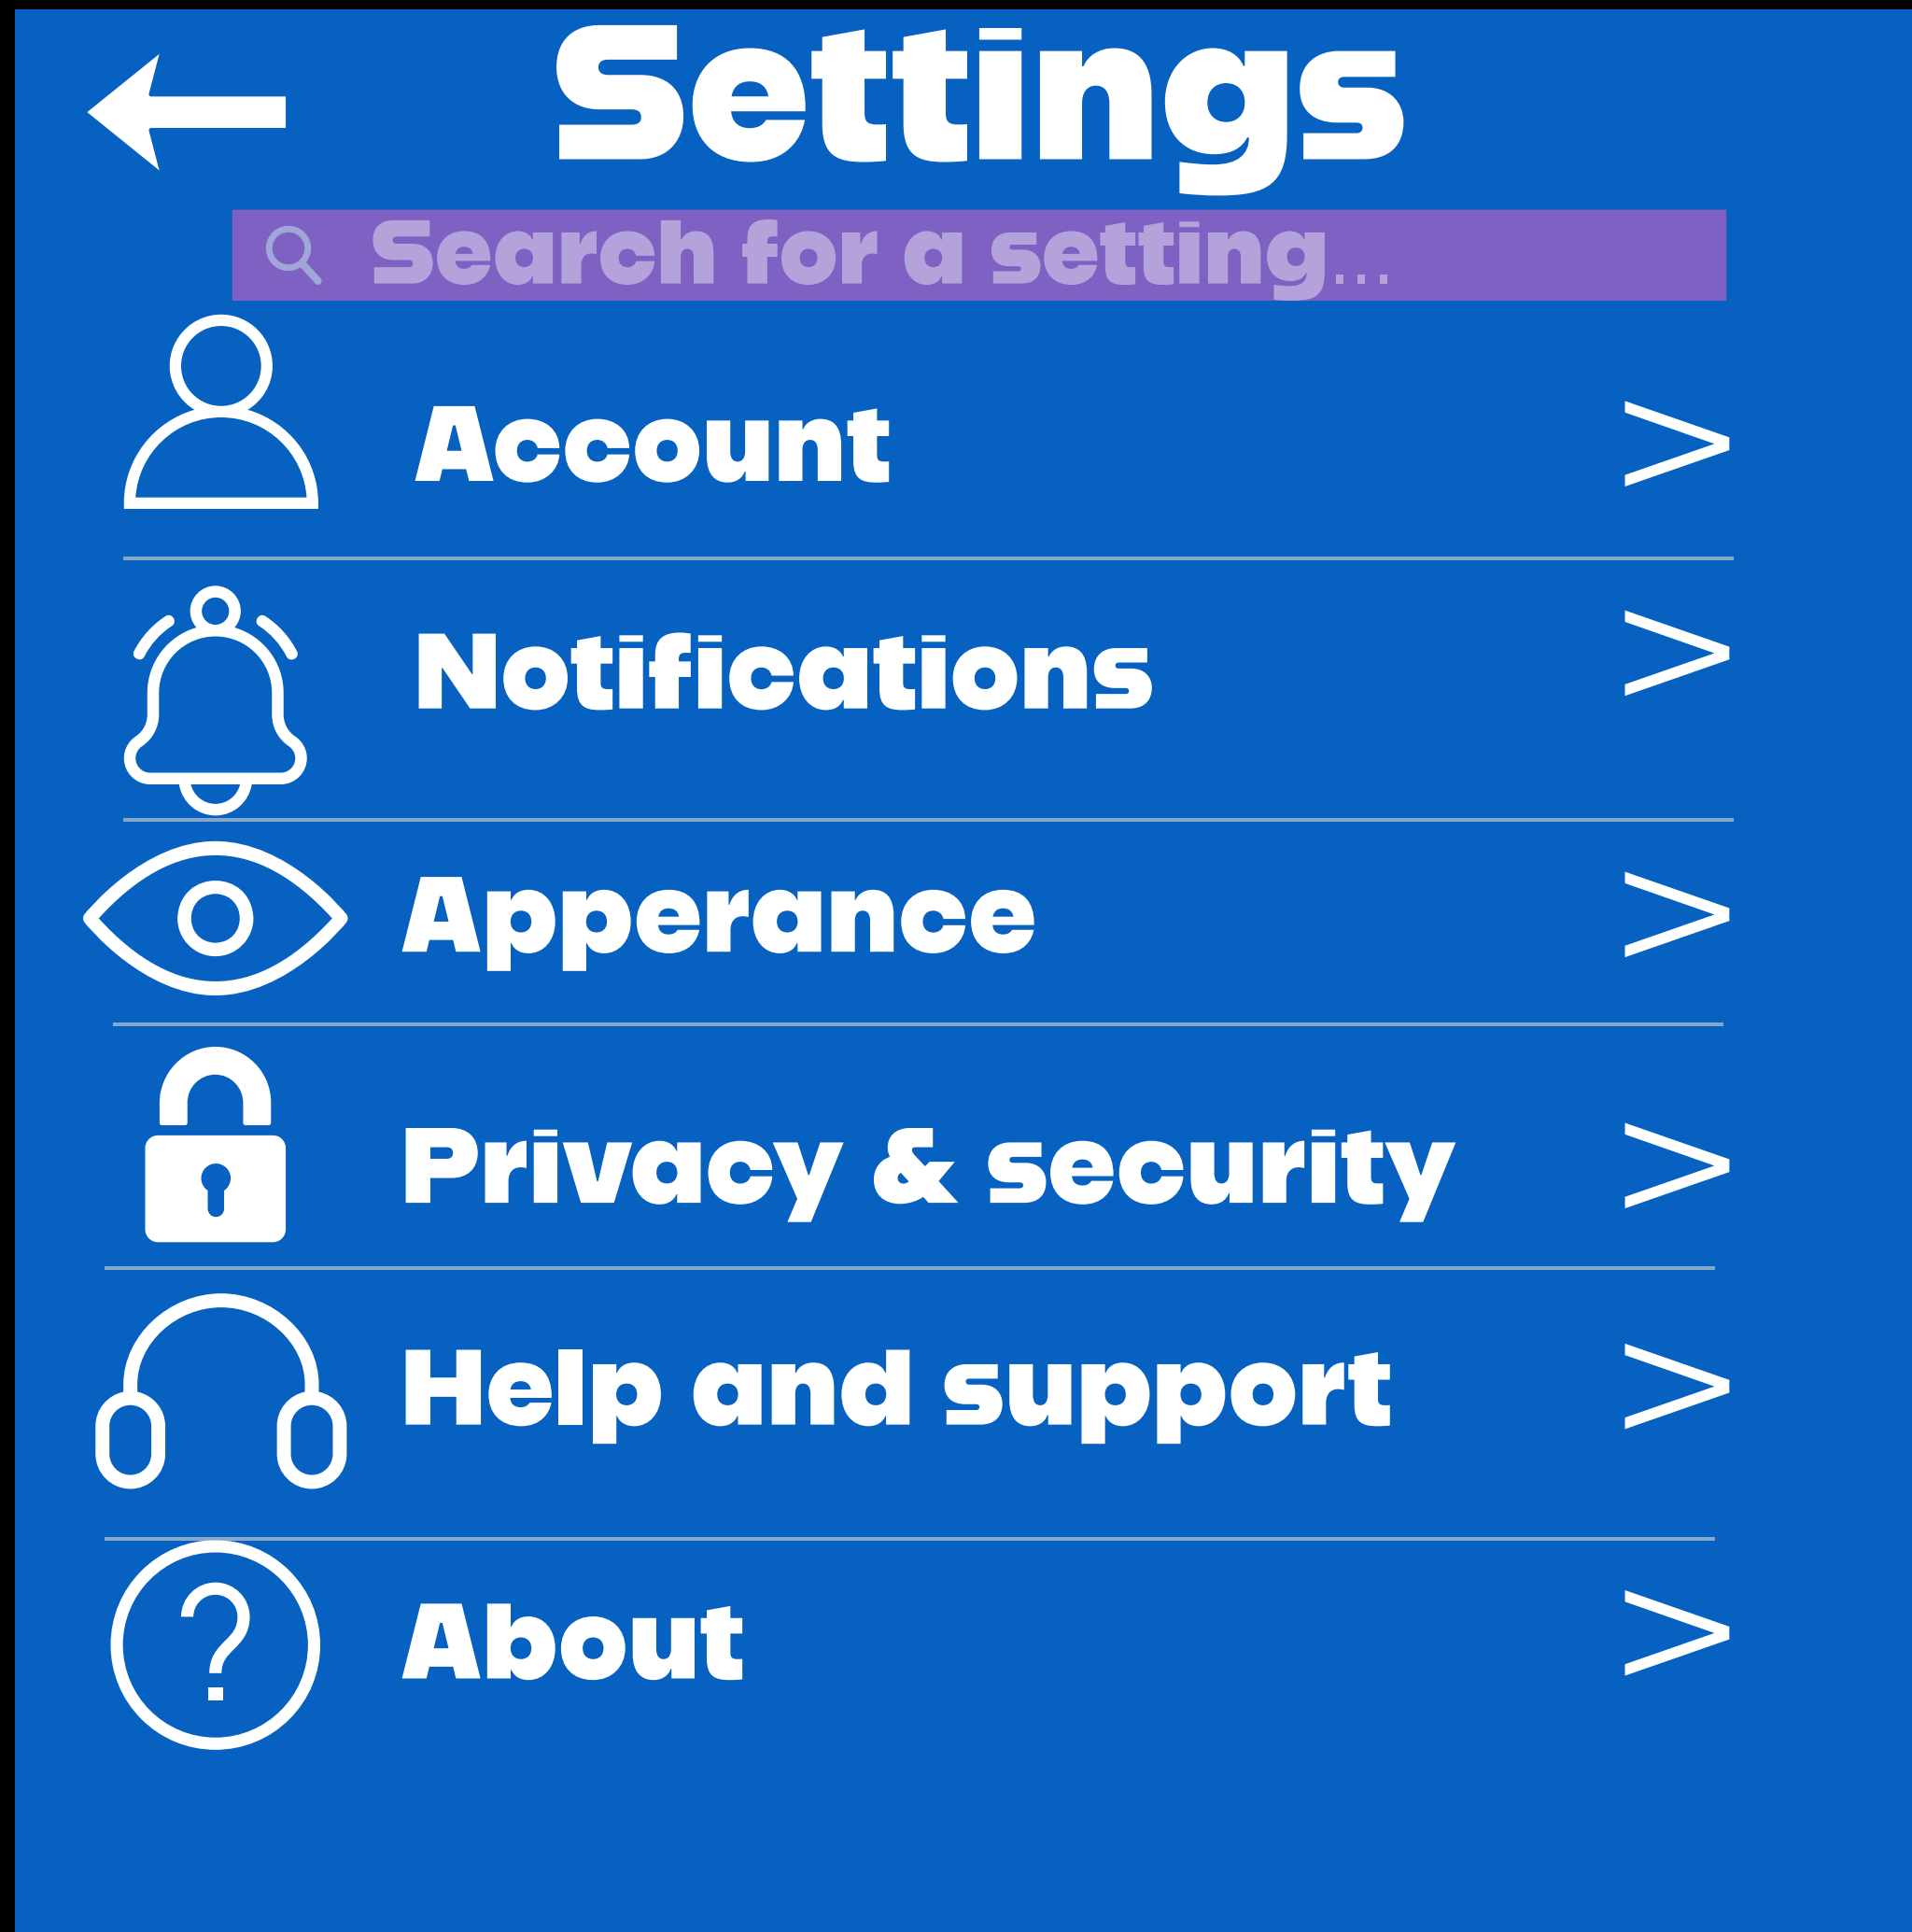 Settings
Search for a setting...
Account >
Notifications >
Apperance >
Privacy & security >
Help and support >
About >